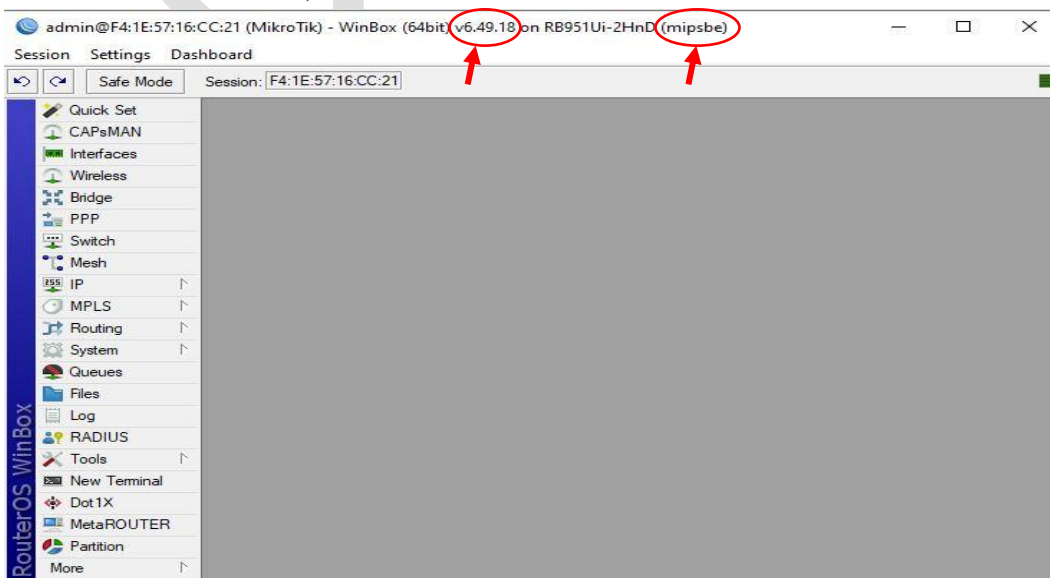 admin@F4:1E:57:16:CC:21 (MikroTik) - WinBox (64bit) v6.49.18 on RB951Ui-2HnD (mipsbe)
Session Settings Dashboard
Safe Mode Session: F4:1E:57:16:CC:21
Quick Set
CAPsMAN
Interfaces
Wireless
Bridge
PPP
Switch
Mesh
255 IP
MPLS
Routing
System
Queues
Files
Log
RADIUS
Tools
New Terminal
Dot1X
MetaROUTER
Partition
More
RouterOS WinBox